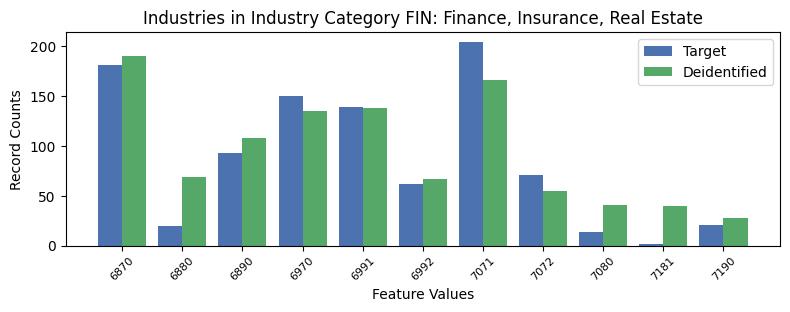 Industries in Industry Category FIN: Finance, Insurance, Real Estate
Target
Deidentified
Record Counts
200
150
100
50
0
6870 6880 6890 6970 6991 6992 7071 7072 7080 7181 7190
Feature Values